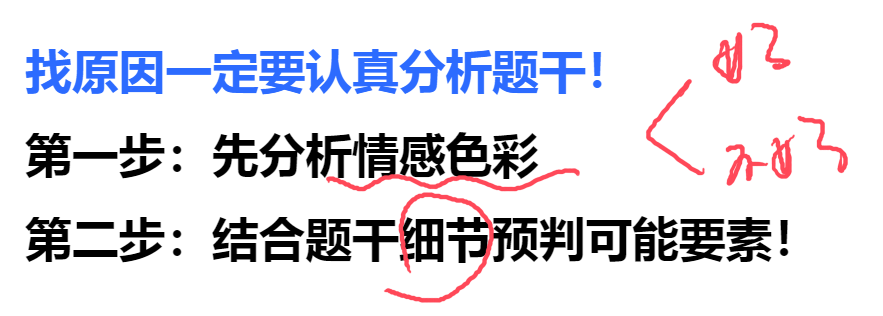 找原因一定要认真分析题干！
好
第一步：先分析情感色彩
不好
第二步：结合题干细节预判可能要素！